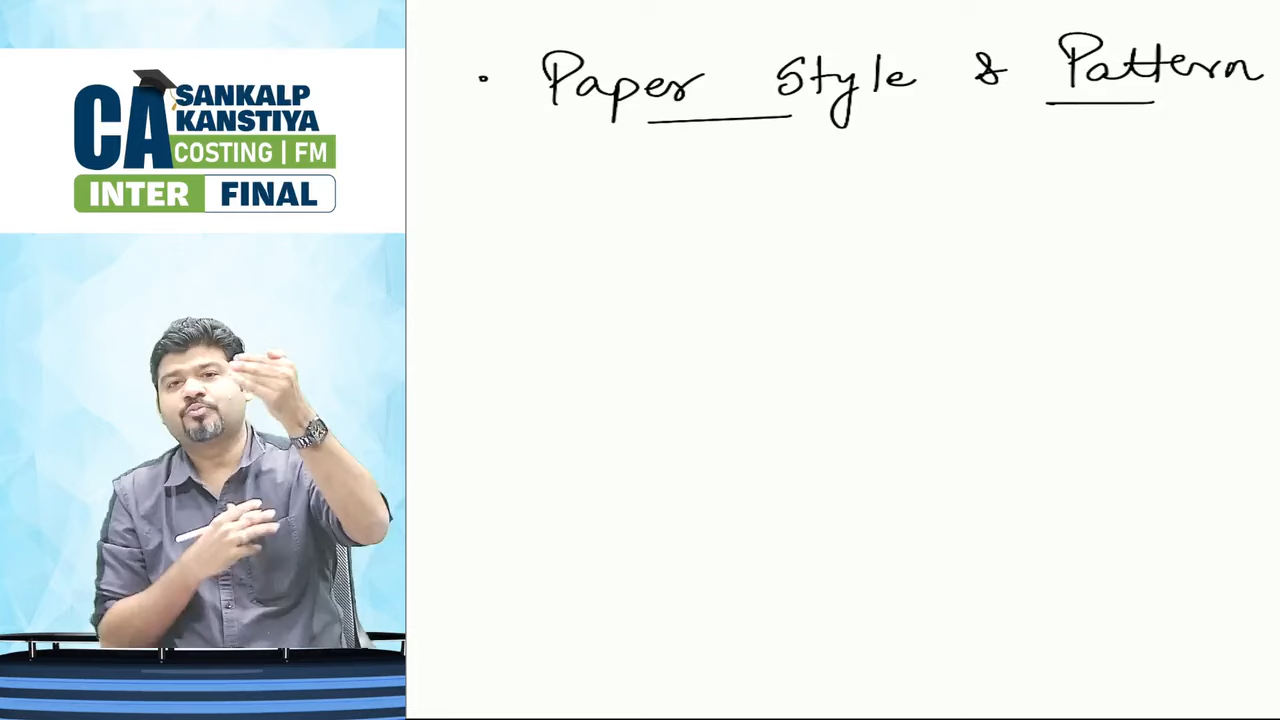 CA SANKALP
KANSTIYA
COSTING | FM
INTER FINAL
• Paper Style & Pattern